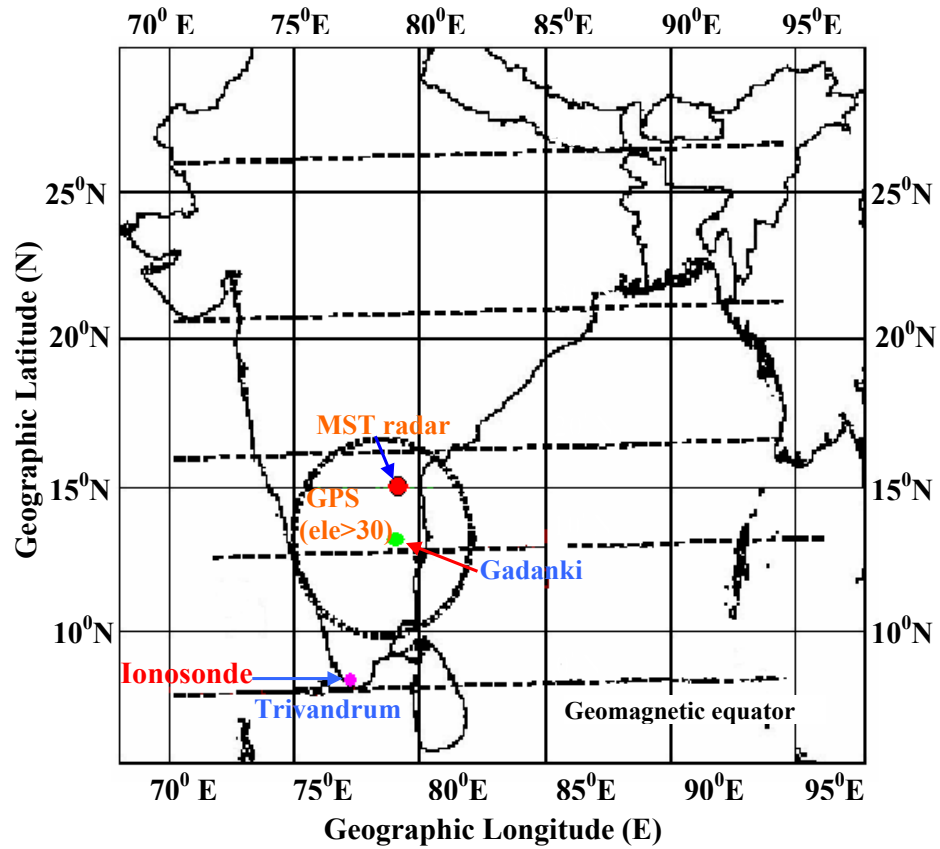 70⁰ E 75⁰E 80⁰ E 85⁰E 90⁰E 95⁰E
25⁰N 25⁰N
20⁰N 20⁰N
MST radar
15⁰N 15⁰N
GPS
(ele>30)
Gadanki
10⁰N 10⁰N
Ionosonde
Trivandrum
Geomagnetic equator
70⁰ E 75⁰E 80⁰E 85⁰E 90⁰E 95⁰E
Geographic Longitude (E)
Geographic Latitude (N)